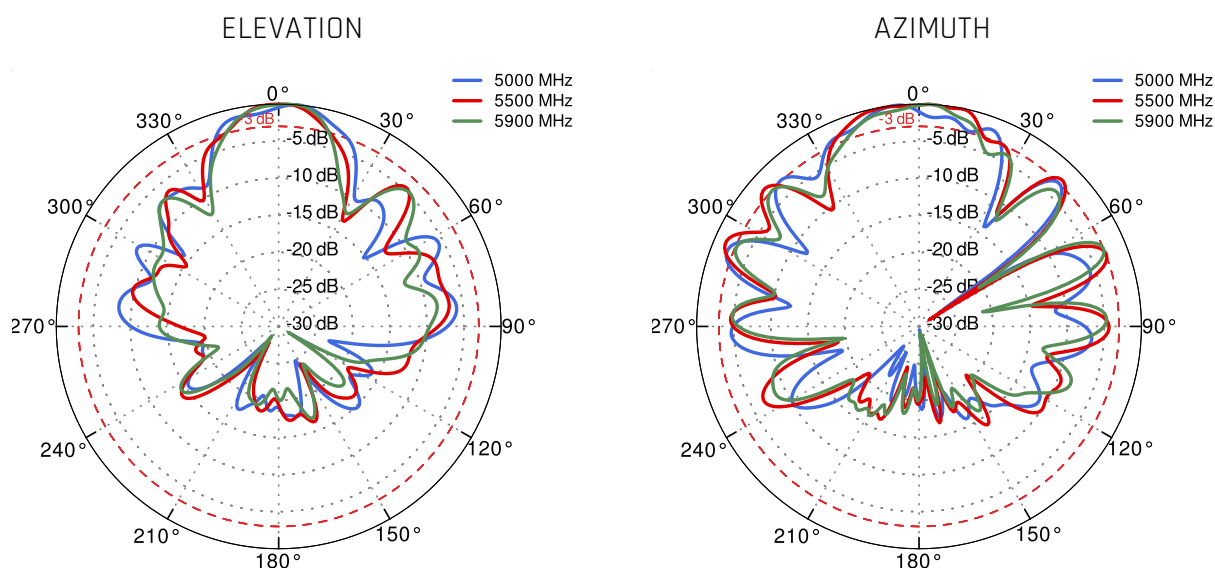 ELEVATION
5000 MHz
5500 MHz
5900 MHz
0°
330°
30°
3 dB
-5 dB
-10 dB
300°
60°
-15 dB
-20 dB
-25 dB
-30 dB
270°
90°
240°
120°
210°
150°
180°
AZIMUTH
5000 MHz
5500 MHz
5900 MHz
0°
330°
30°
-3 dB
-5 dB
-10 dB
300°
60°
-15 dB
-20 dB
-25 dB
-30 dB
270°
90°
240°
120°
210°
150°
180°